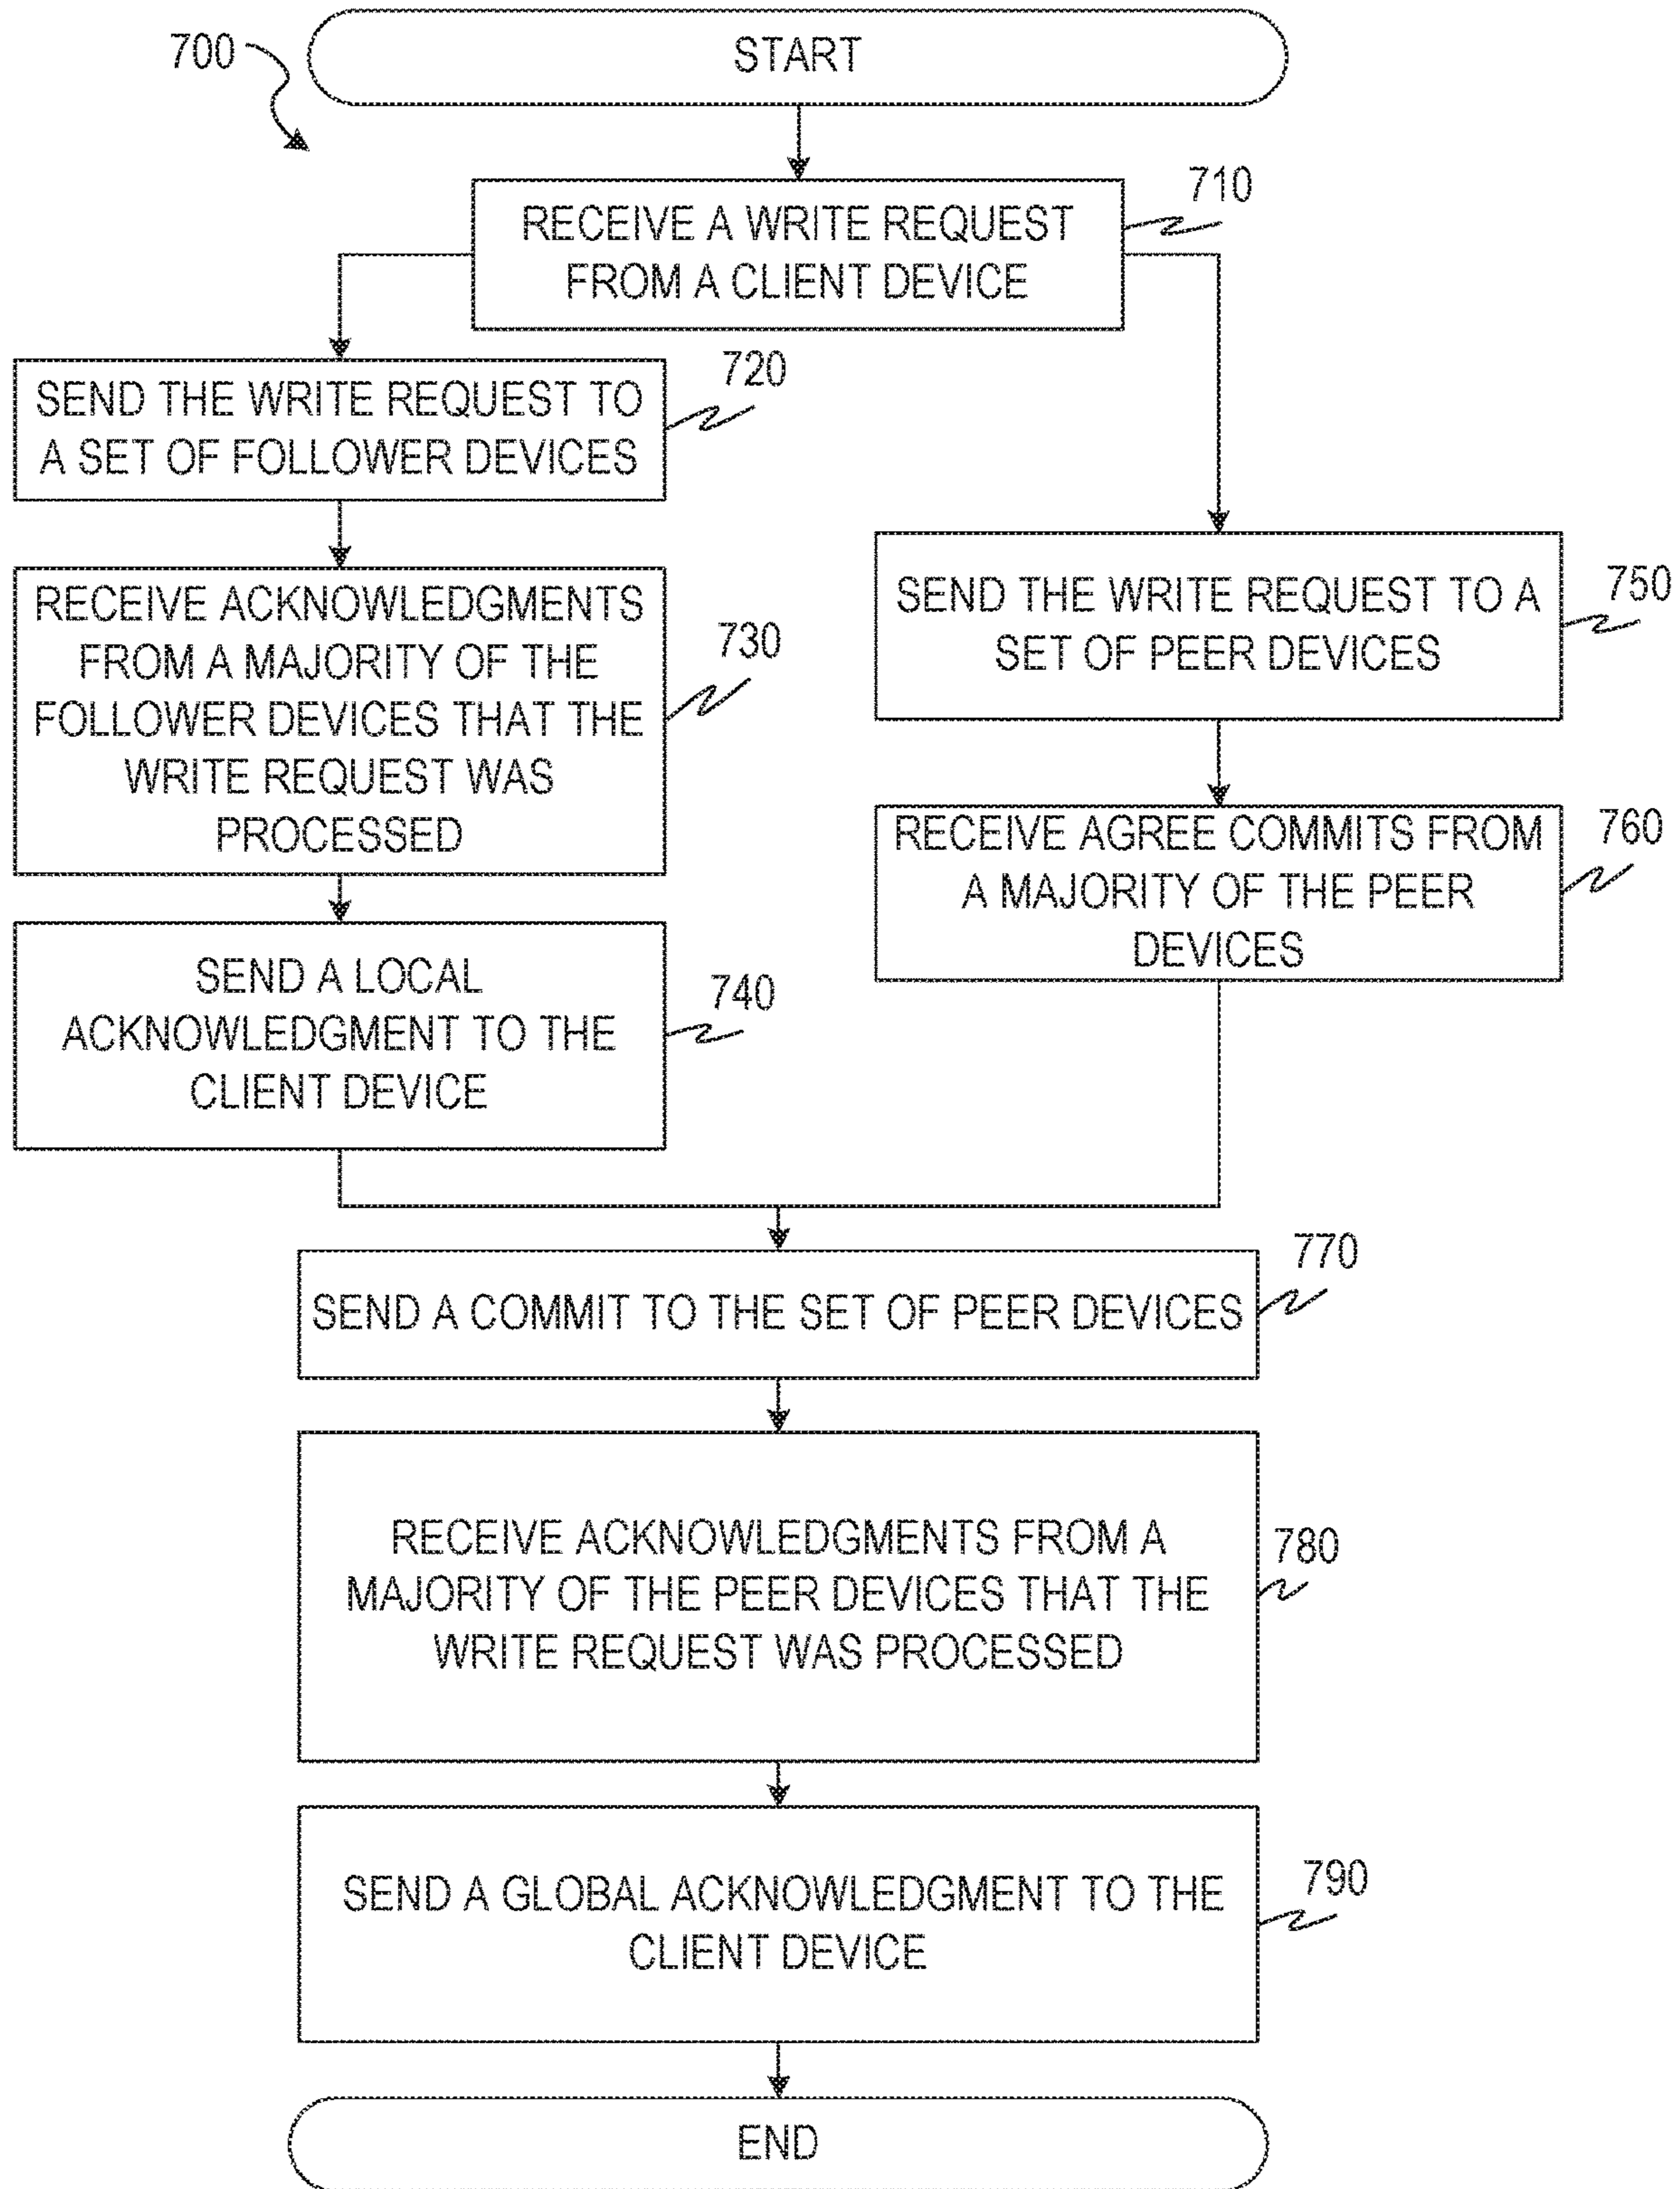 700
START
710
RECEIVE A WRITE REQUEST
FROM A CLIENT DEVICE
720
SEND THE WRITE REQUEST TO
A SET OF FOLLOWER DEVICES
730
RECEIVE ACKNOWLEDGMENTS
FROM A MAJORITY OF THE
FOLLOWER DEVICES THAT THE
WRITE REQUEST WAS
PROCESSED
740
SEND A LOCAL
ACKNOWLEDGMENT TO THE
CLIENT DEVICE
750
SEND THE WRITE REQUEST TO A
SET OF PEER DEVICES
760
RECEIVE AGREE COMMITS FROM
A MAJORITY OF THE PEER
DEVICES
770
SEND A COMMIT TO THE SET OF PEER DEVICES
780
RECEIVE ACKNOWLEDGMENTS FROM A
MAJORITY OF THE PEER DEVICES THAT THE
WRITE REQUEST WAS PROCESSED
790
SEND A GLOBAL ACKNOWLEDGMENT TO THE
CLIENT DEVICE
END